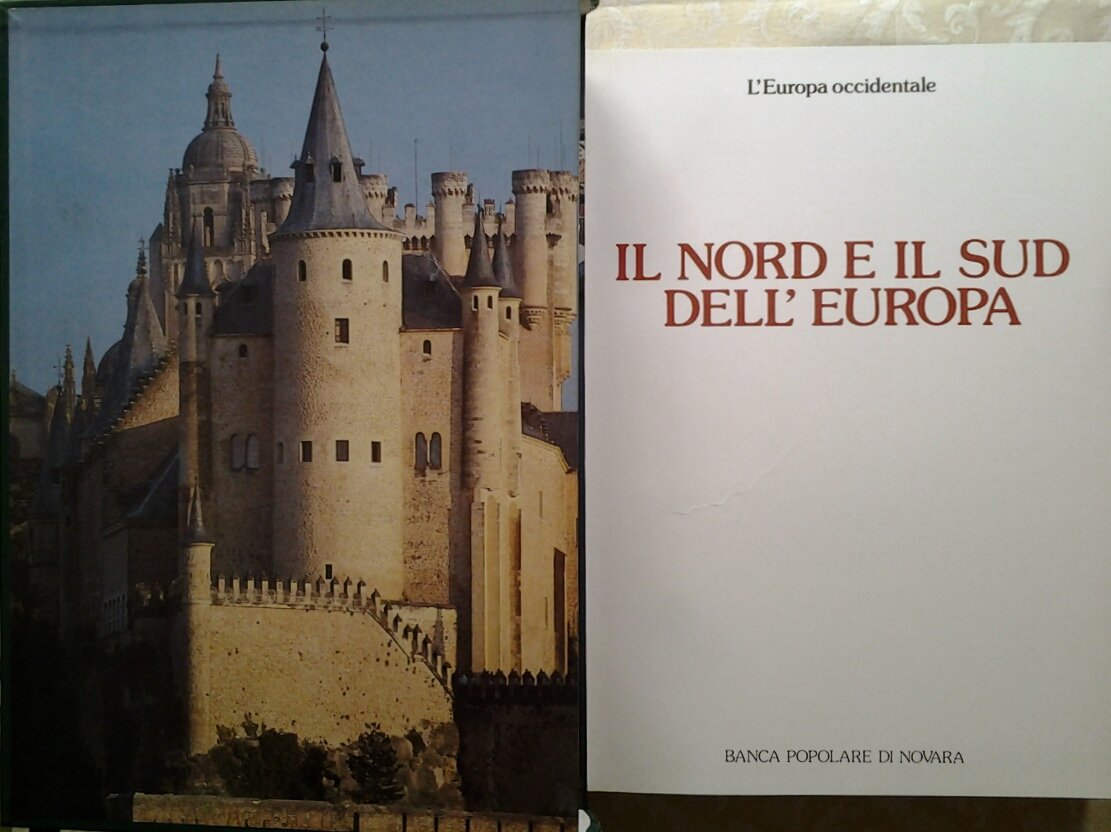 L'Europa occidentale
IL NORD E IL SUD
DELL' EUROPA
BANCA POPOLARE DI NOVARA